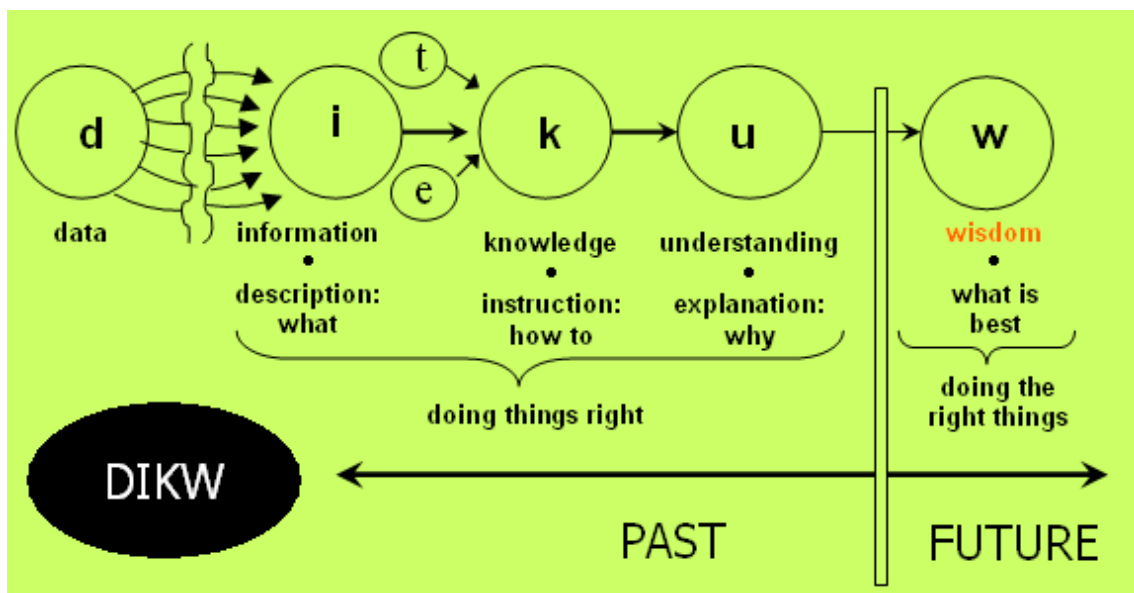 t
d
i
k
u
w
e
data
information
knowledge
understanding
wisdom
description:
what
instruction:
how to
explanation:
why
what is
best
doing things right
doing the
right things
DIKW
PAST
FUTURE